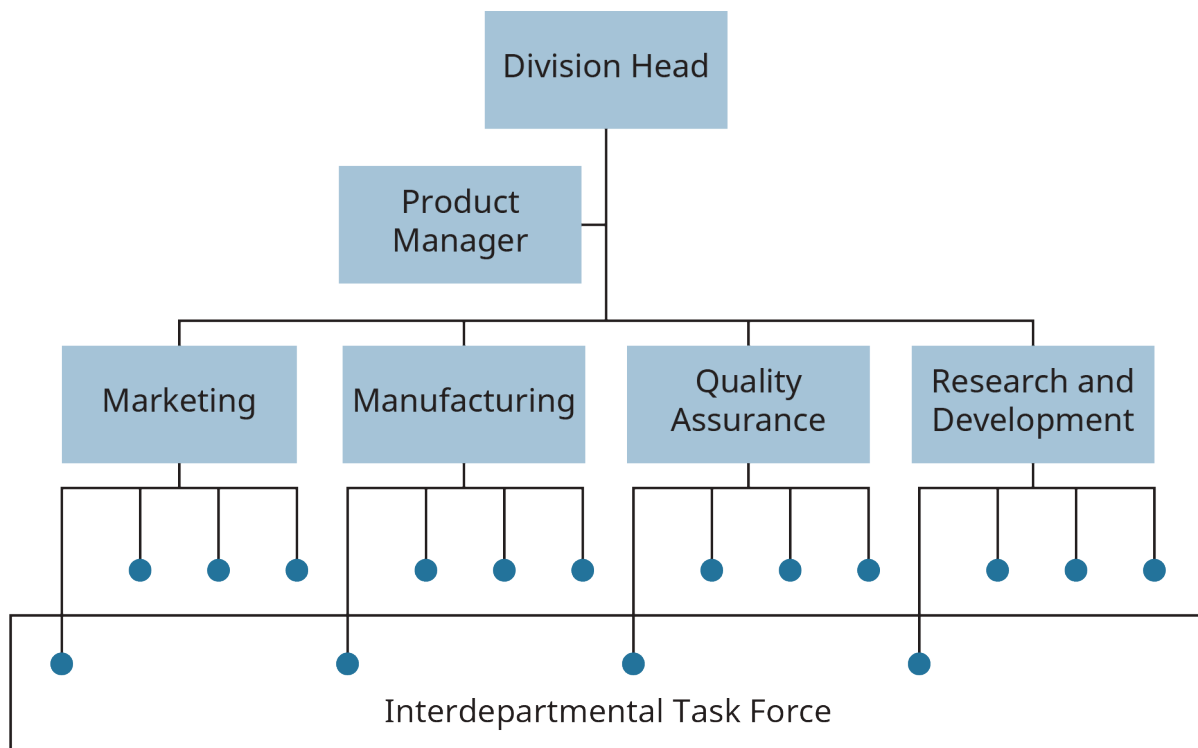 Division Head
Product
Manager
Marketing
Manufacturing
Quality
Assurance
Research and
Development
Interdepartmental Task Force